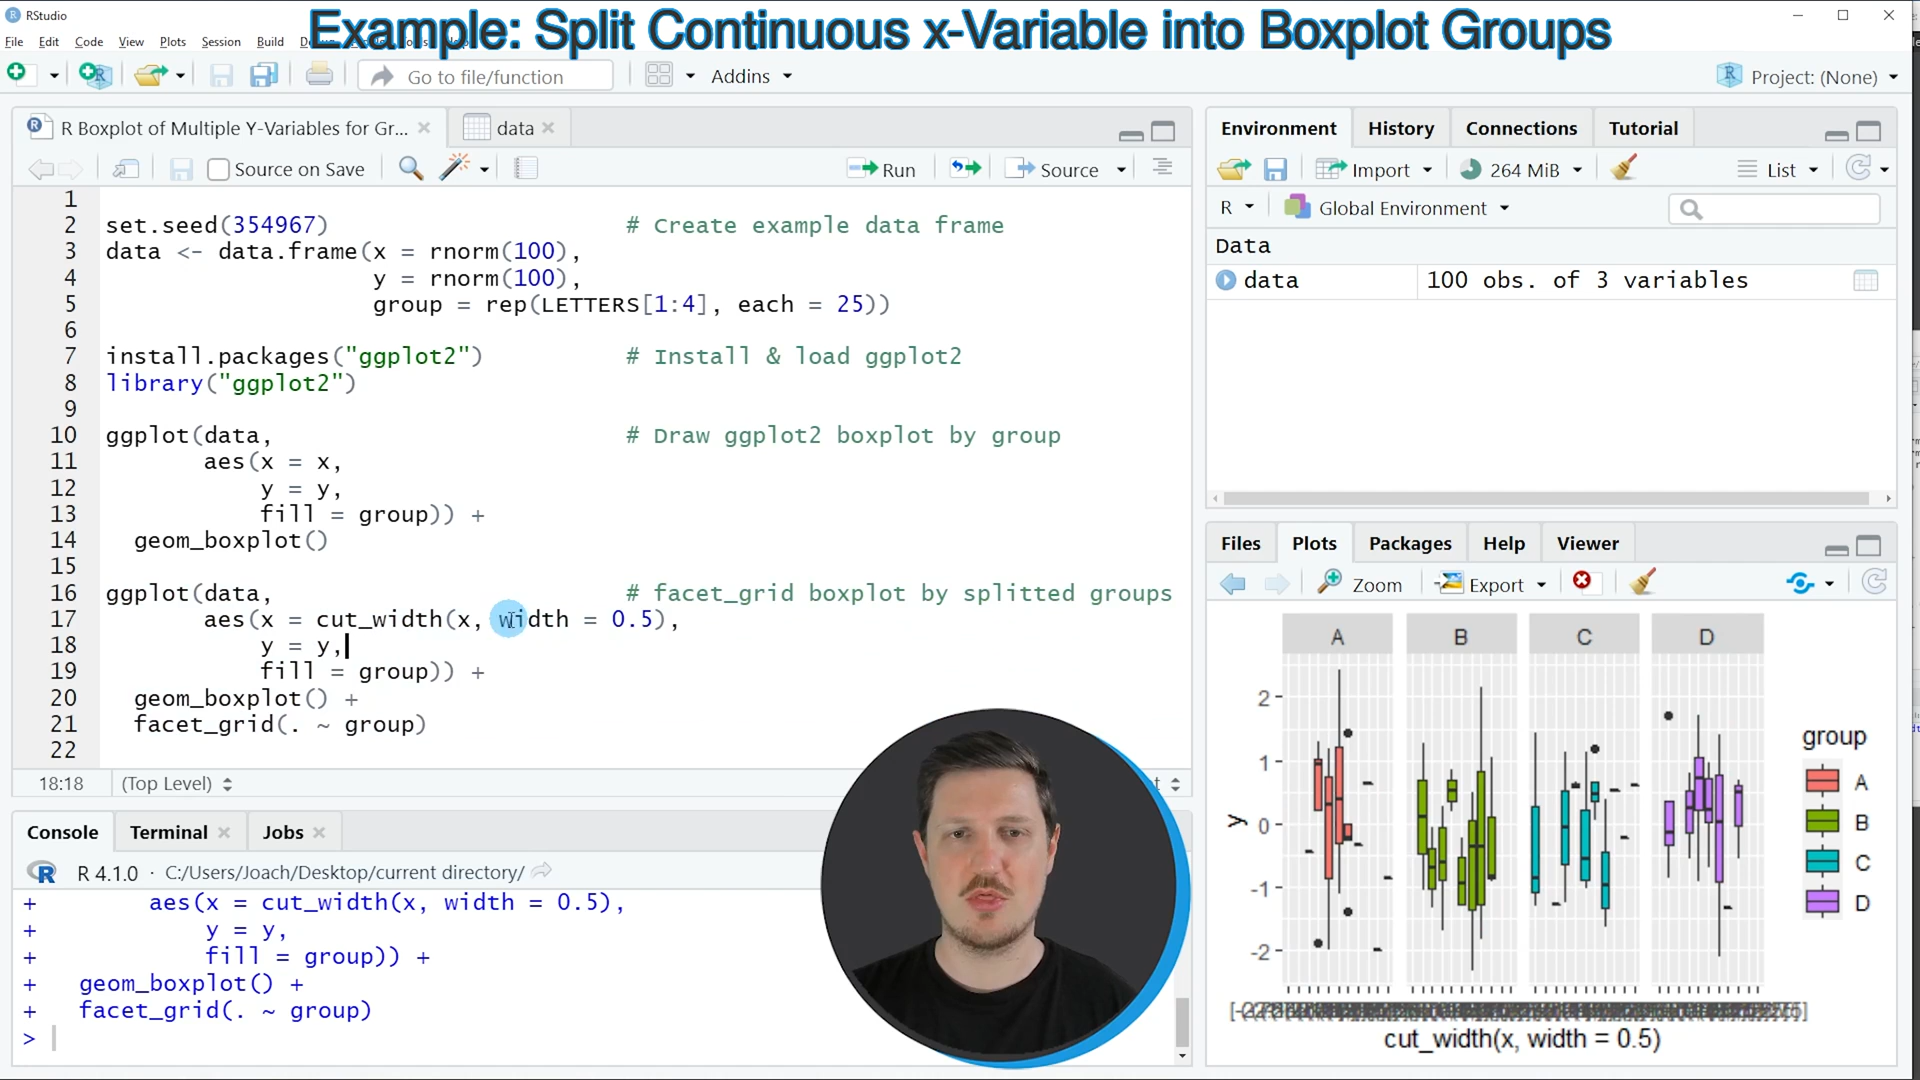 RStudio
Example: Split Continuous x-Variable into Boxplot Groups
File Edit Code View Plots Session Build
Go to file/function Addins Project: (None)
R Boxplot of Multiple Y-Variables for Gr... data
Source on Save Run Source
1
2 set.seed(354967) # Create example data frame
3 data <- data.frame(x = rnorm(100),
4 y = rnorm(100),
5 group = rep(LETTERS[1:4], each = 25))
6
7 install.packages("ggplot2") # Install & load ggplot2
8 library("ggplot2")
9
10 ggplot(data, # Draw ggplot2 boxplot by group
11 aes(x = x,
12 y = y,
13 fill = group)) +
14 geom_boxplot()
15
16 ggplot(data, # facet_grid boxplot by splitted groups
17 aes(x = cut_width(x, width = 0.5),
18 y = y,
19 fill = group)) +
20 geom_boxplot() +
21 facet_grid(. ~ group)
22
18:18 (Top Level)
Console Terminal Jobs
R 4.1.0 · C:/Users/Joach/Desktop/current directory/
+ aes(x = cut_width(x, width = 0.5),
+ y = y,
+ fill = group)) +
+ geom_boxplot() +
+ facet_grid(. ~ group)
>
Environment History Connections Tutorial
Import 264 MiB List
R Global Environment
Data
data 100 obs. of 3 variables
Files Plots Packages Help Viewer
Zoom Export
A B C D
2
1
0
-1
-2
y
cut_width(x, width = 0.5)
group
A
B
C
D